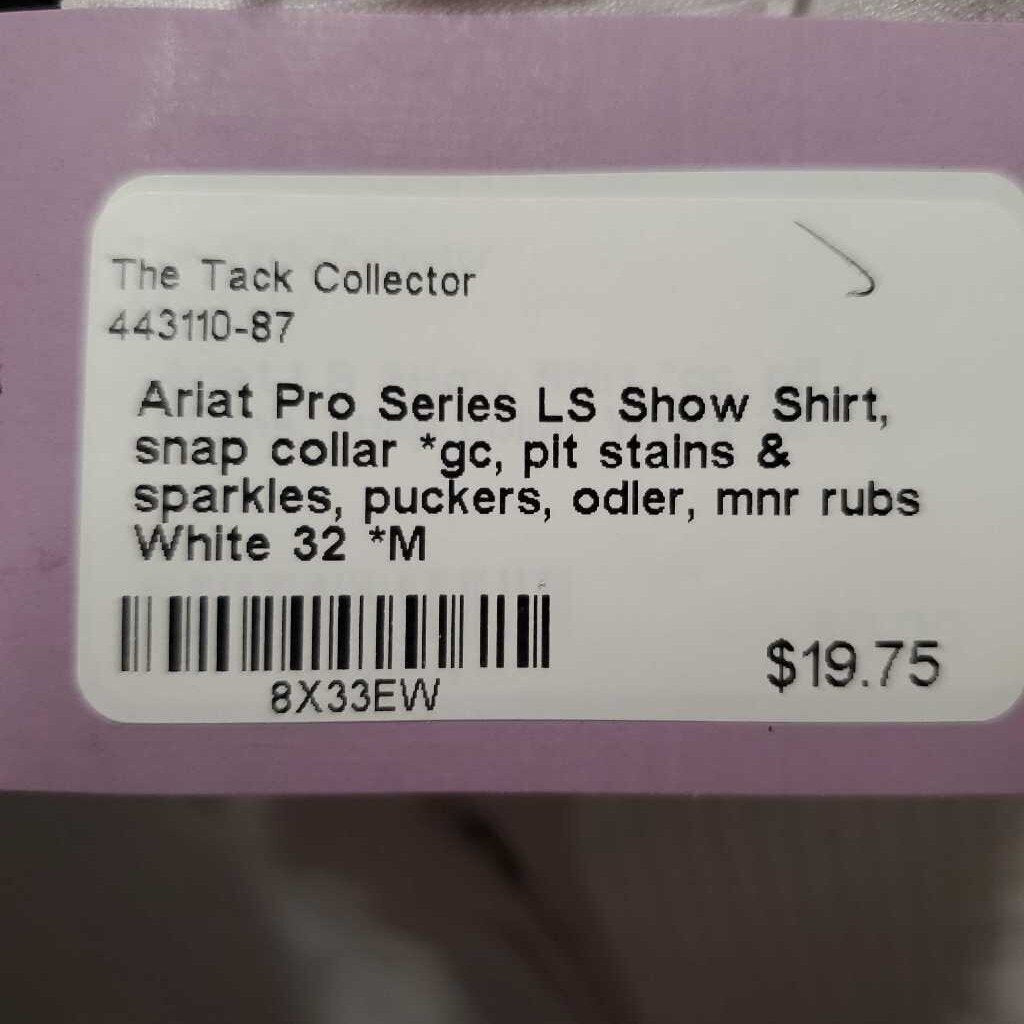 The Tack Collector
443110-87
Ariat Pro Series LS Show Shirt,
snap collar *gc, pit stains &
sparkles, puckers, odler, mnr rubs
White 32 *M
8X33EW
$19.75